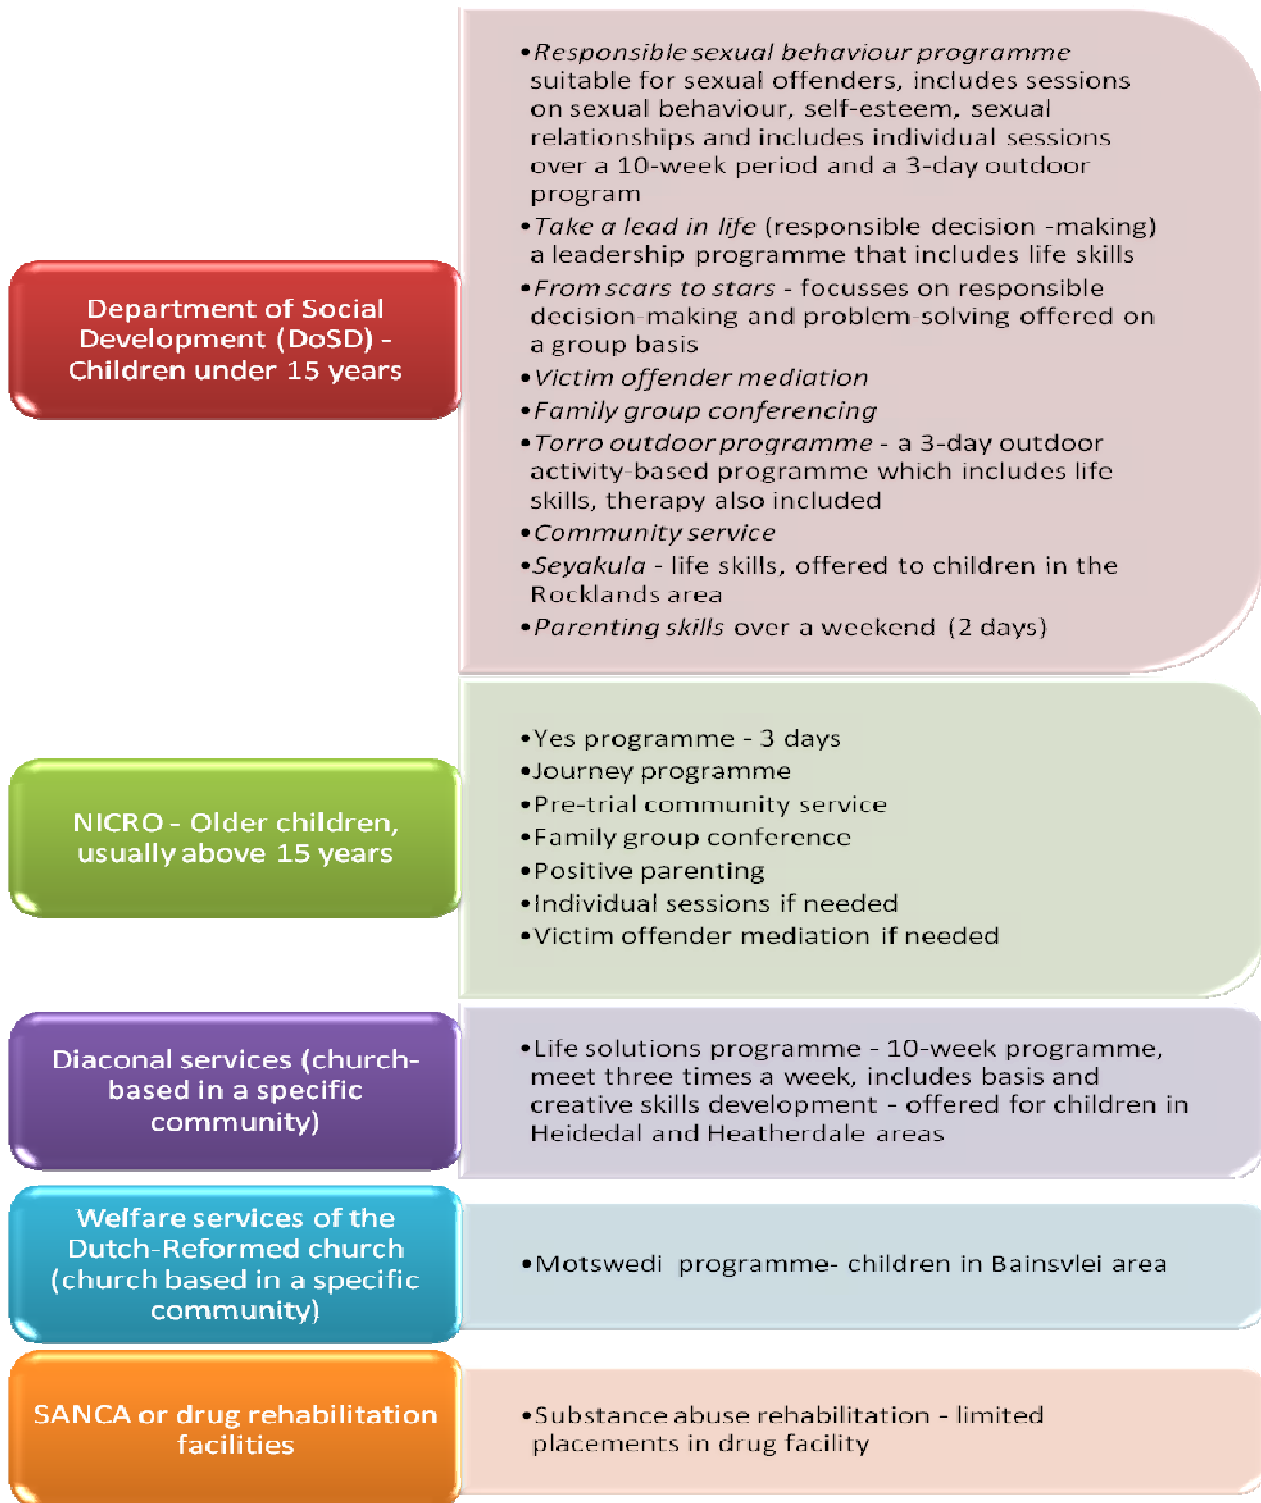 Department of Social
Development (DoSD) -
Children under 15 years
•Responsible sexual behaviour programme
suitable for sexual offenders, includes sessions
on sexual behaviour, self-esteem, sexual
relationships and includes individual sessions
over a 10-week period and a 3-day outdoor
program
•Take a lead in life (responsible decision -making)
a leadership programme that includes life skills
•From scars to stars - focusses on responsible
decision-making and problem-solving offered on
a group basis
•Victim offender mediation
•Family group conferencing
•Torro outdoor programme - a 3-day outdoor
activity-based programme which includes life
skills, therapy also included
•Community service
•Seyakula - life skills, offered to children in the
Rocklands area
•Parenting skills over a weekend (2 days)
NICRO - Older children,
usually above 15 years
•Yes programme - 3 days
•Journey programme
•Pre-trial community service
•Family group conference
•Positive parenting
•Individual sessions if needed
•Victim offender mediation if needed
Diaconal services (church-
based in a specific
community)
•Life solutions programme - 10-week programme,
meet three times a week, includes basis and
creative skills development - offered for children in
Heidedal and Heatherdale areas
Welfare services of the
Dutch-Reformed church
(church based in a specific
community)
•Motswedi programme- children in Bainsvlei area
SANCA or drug rehabilitation
facilities
•Substance abuse rehabilitation - limited
placements in drug facility